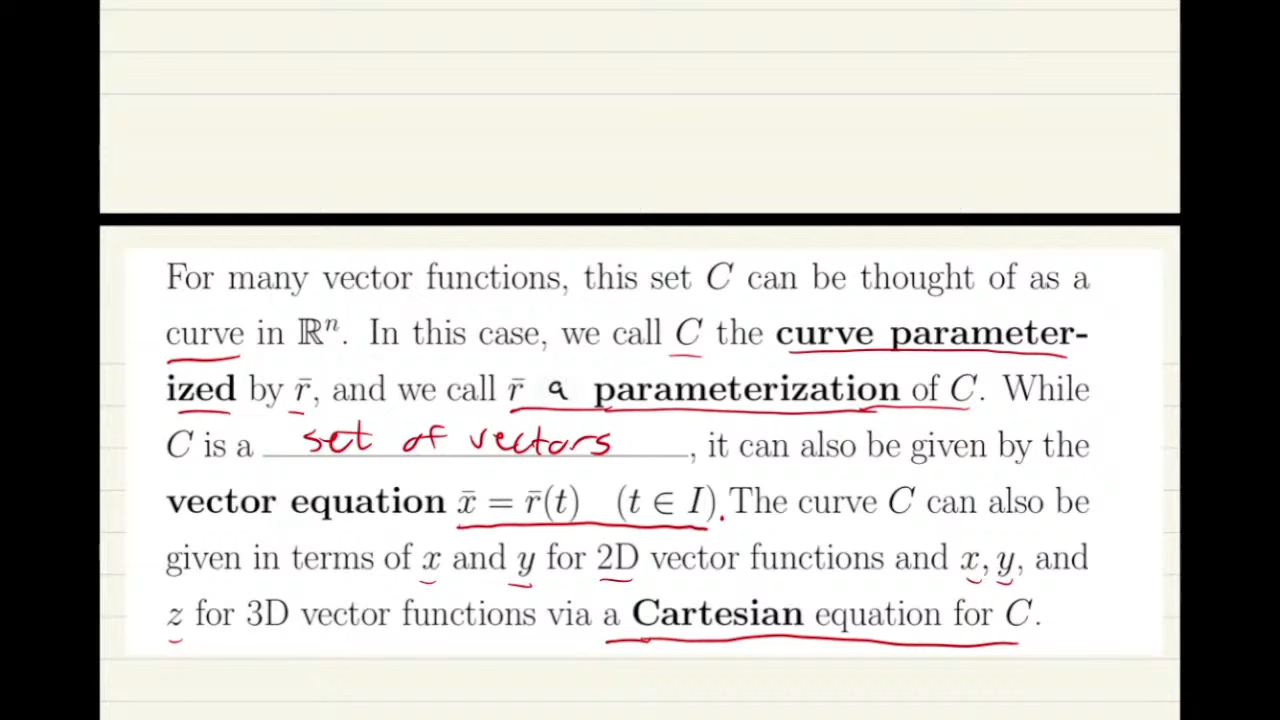 For many vector functions, this set C can be thought of as a
curve in ℝⁿ. In this case, we call C the curve parameter-
ized by r̄, and we call r̄ a parameterization of C. While
C is a set of vectors, it can also be given by the
vector equation x̄ = r̄(t) (t ∈ I). The curve C can also be
given in terms of x and y for 2D vector functions and x, y, and
z for 3D vector functions via a Cartesian equation for C.